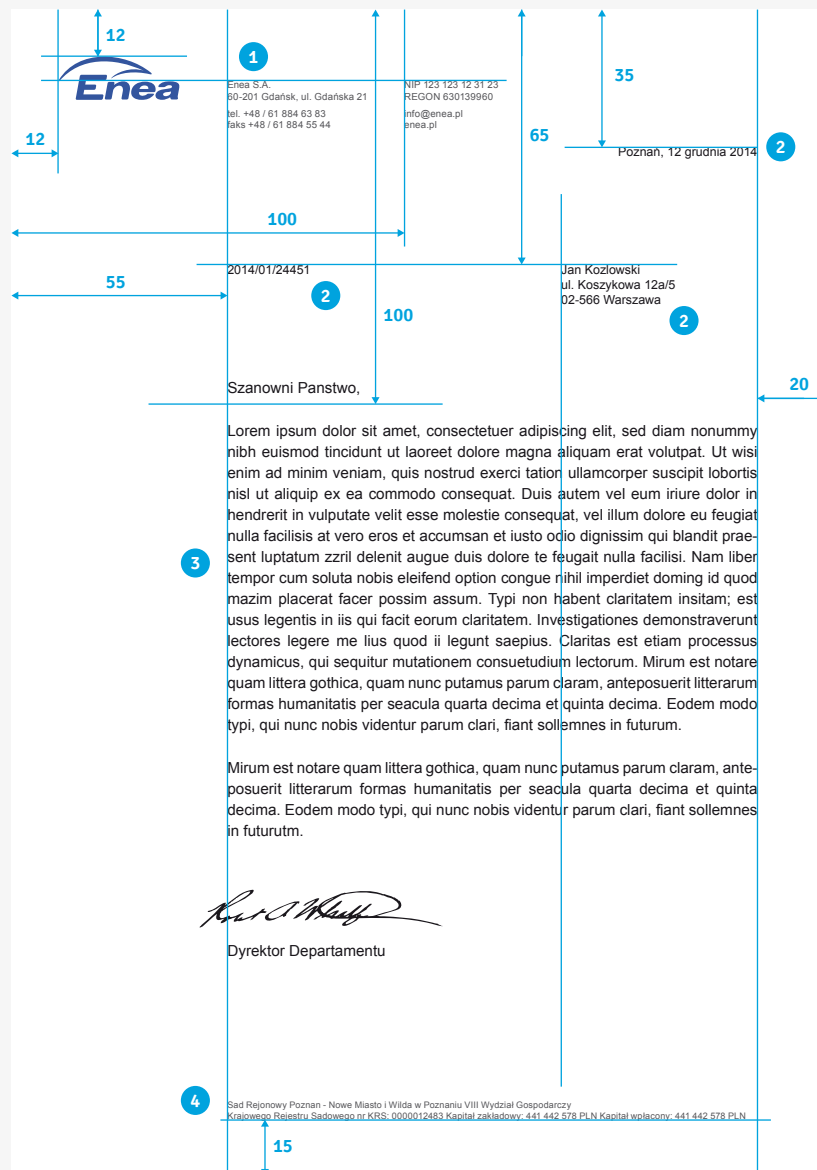 12
1
Enea
Enea S.A.
60-201 Gdańsk, ul. Gdańska 21
tel. +48 / 61 884 63 83
faks +48 / 61 884 55 44
NIP 123 123 12 31 23
REGON 630139960
info@enea.pl
enea.pl
35
65
12
Poznań, 12 grudnia 2014
2
100
2014/01/24451
Jan Kozlowski
ul. Koszykowa 12a/5
02-566 Warszawa
55
2
100
2
Szanowni Panstwo,
20
Lorem ipsum dolor sit amet, consectetuer adipiscing elit, sed diam nonummy
nibh euismod tincidunt ut laoreet dolore magna aliquam erat volutpat. Ut wisi
enim ad minim veniam, quis nostrud exerci tation ullamcorper suscipit lobortis
nisl ut aliquip ex ea commodo consequat. Duis autem vel eum iriure dolor in
hendrerit in vulputate velit esse molestie consequat, vel illum dolore eu feugiat
nulla facilisis at vero eros et accumsan et iusto odio dignissim qui blandit prae-
sent luptatum zzril delenit augue duis dolore te feugait nulla facilisi. Nam liber
3
tempor cum soluta nobis eleifend option congue nihil imperdiet doming id quod
mazim placerat facer possim assum. Typi non habent claritatem insitam; est
usus legentis in iis qui facit eorum claritatem. Investigationes demonstraverunt
lectores legere me lius quod ii legunt saepius. Claritas est etiam processus
dynamicus, qui sequitur mutationem consuetudium lectorum. Mirum est notare
quam littera gothica, quam nunc putamus parum claram, anteposuerit litterarum
formas humanitatis per seacula quarta decima et quinta decima. Eodem modo
typi, qui nunc nobis videntur parum clari, fiant sollemnes in futurum.
Mirum est notare quam littera gothica, quam nunc putamus parum claram, ante-
posuerit litterarum formas humanitatis per seacula quarta decima et quinta
decima. Eodem modo typi, qui nunc nobis videntur parum clari, fiant sollemnes
in futurutm.
Dyrektor Departamentu
4
Sad Rejonowy Poznan - Nowe Miasto i Wilda w Poznaniu VIII Wydział Gospodarczy
Krajowego Rejestru Sadowego nr KRS: 0000012483 Kapitał zakładowy: 441 442 578 PLN Kapitał wpłacony: 441 442 578 PLN
15